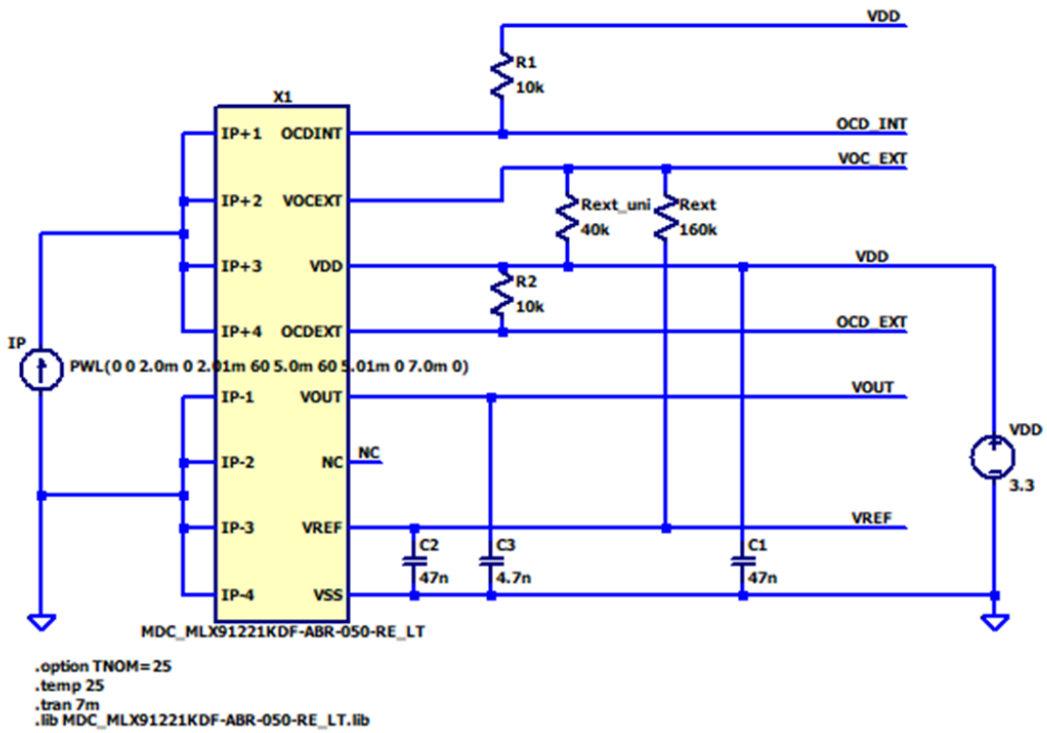 VDD
R1
10k
X1
IP+1 OCDINT
OCD_INT
VOC_EXT
IP+2 VOCEXT
Rext_uni
40k
Rext
160k
IP+3 VDD
VDD
R2
10k
IP+4 OCDEXT
OCD_EXT
IP
PWL(0 0 2.0m 0 2.01m 60 5.0m 60 5.01m 0 7.0m 0)
IP-1 VOUT
VOUT
VDD
3.3
IP-2 NC
NC
IP-3 VREF
VREF
C2
47n
C3
4.7n
C1
47n
IP-4 VSS
MDC_MLX91221KDF-ABR-050-RE_LT
.option TNOM=25
.temp 25
.tran 7m
.lib MDC_MLX91221KDF-ABR-050-RE_LT.lib